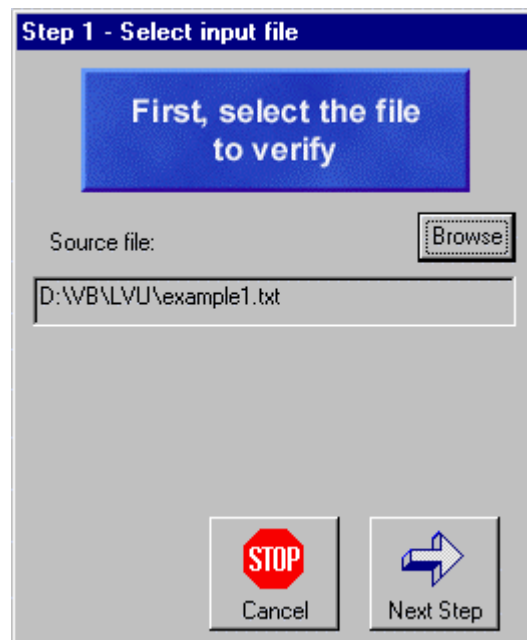 Step 1 - Select input file
First, select the file
to verify
Source file:
Browse
D:\VB\LVU\example1.txt
STOP
Cancel
Next Step